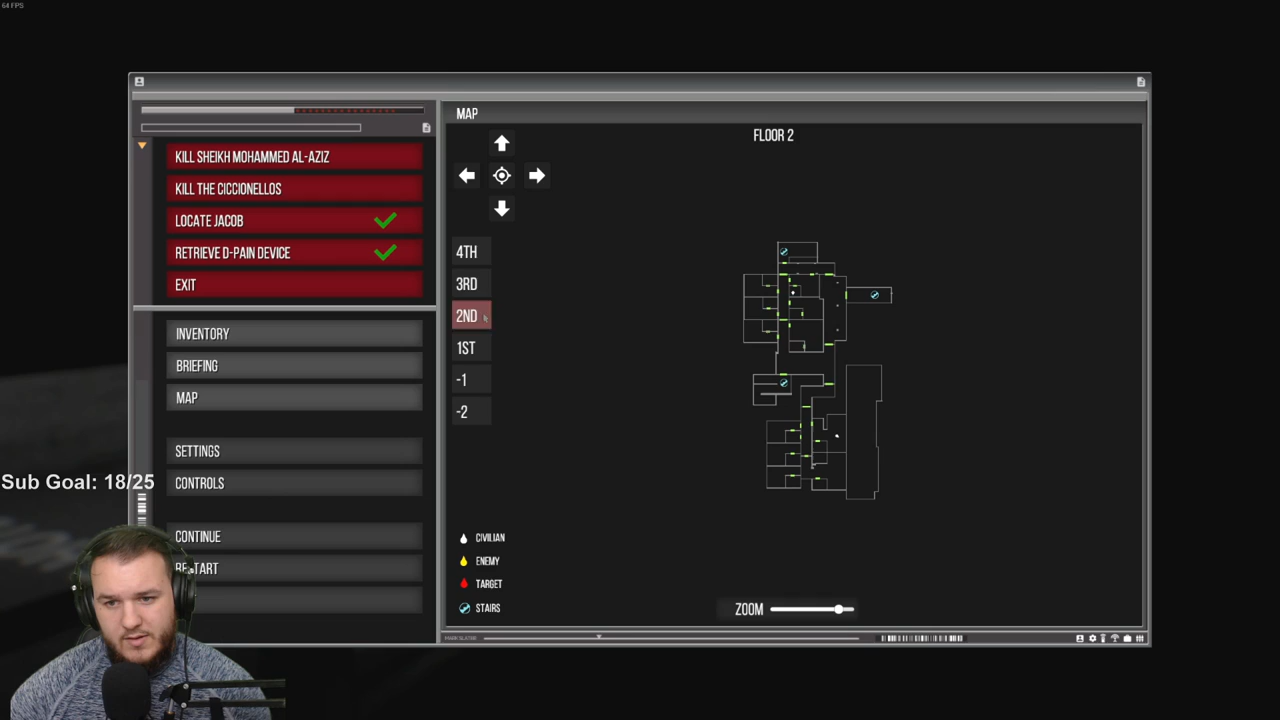 64 FPS
KILL SHEIKH MOHAMMED AL-AZIZ
KILL THE CICCIONELLOS
LOCATE JACOB
RETRIEVE D-PAIN DEVICE
EXIT
INVENTORY
BRIEFING
MAP
SETTINGS
CONTROLS
CONTINUE
Sub Goal: 18/25
MAP
FLOOR 2
4TH
3RD
2ND
1ST
-1
-2
CIVILIAN
ENEMY
TARGET
STAIRS
ZOOM